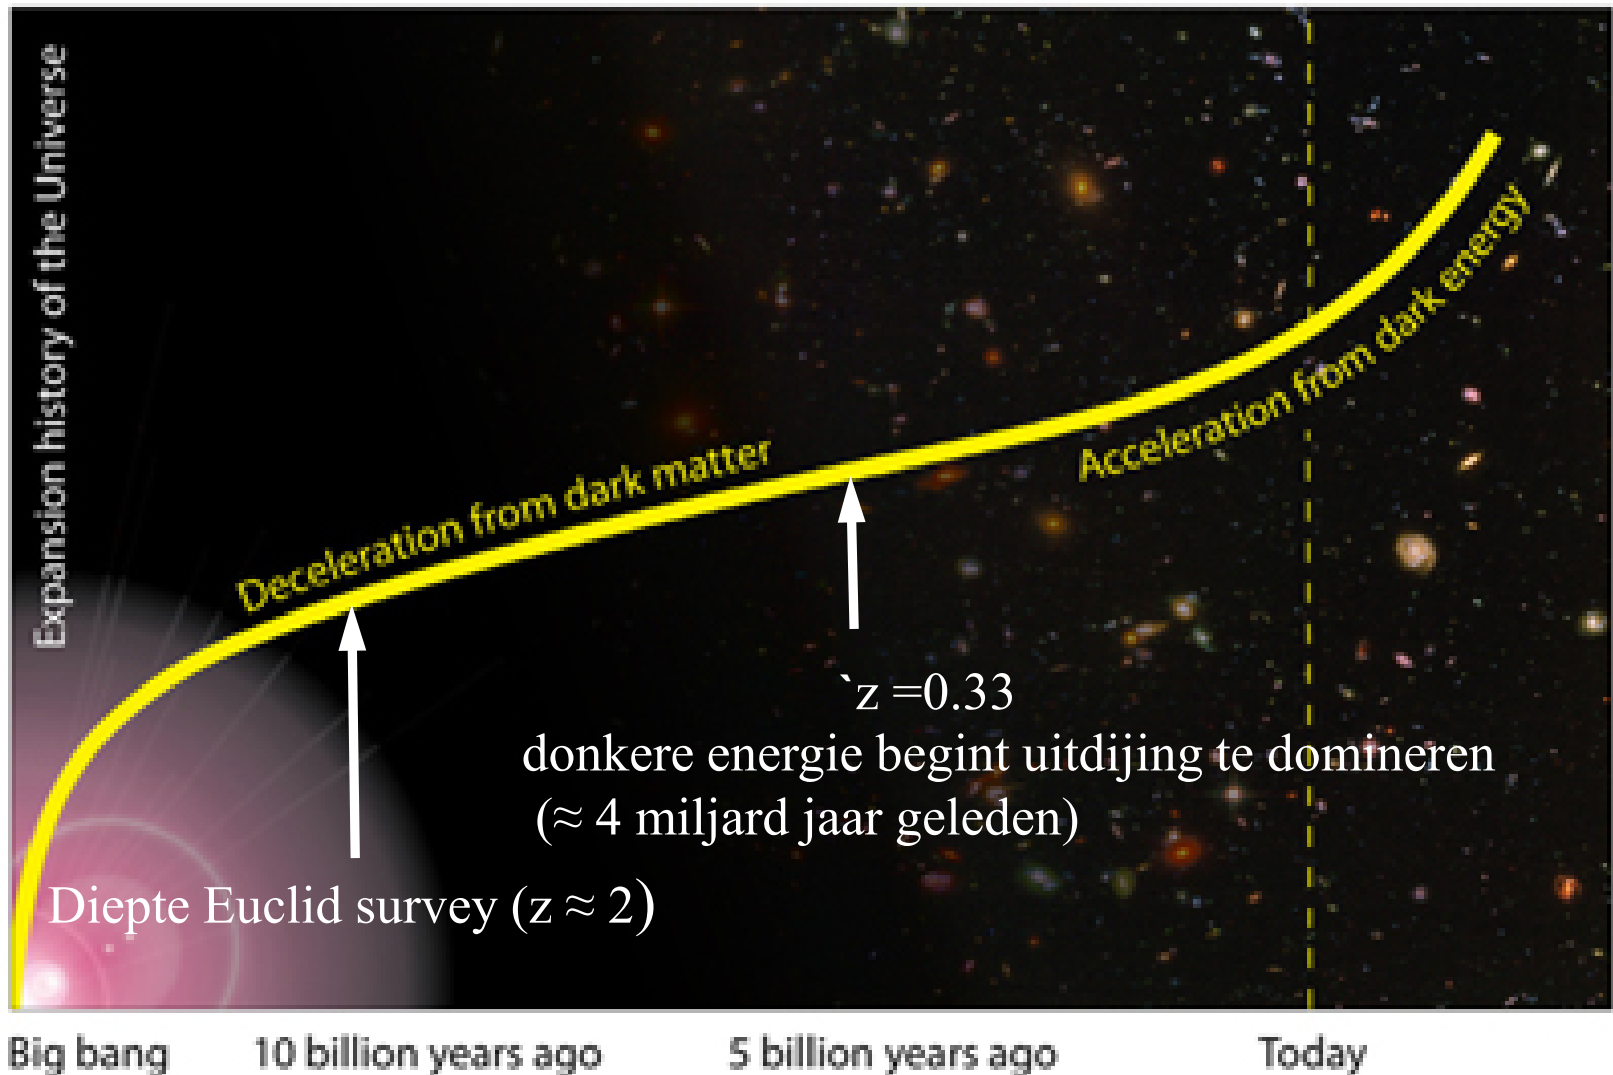 Expansion history of the Universe
Deceleration from dark matter
Acceleration from dark energy
`z =0.33
donkere energie begint uitdijing te domineren
(≈ 4 miljard jaar geleden)
Diepte Euclid survey (z ≈ 2)
Big bang 10 billion years ago 5 billion years ago Today